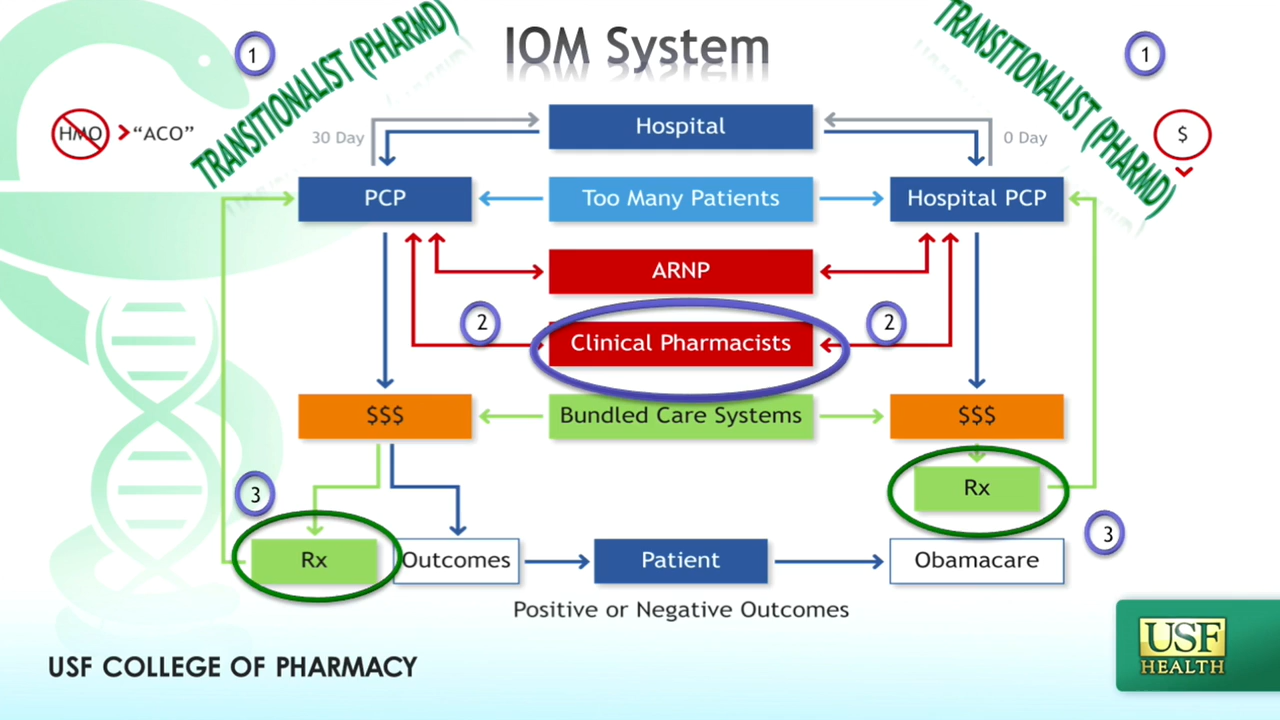 1
TRANSITIONALIST (PHARMD)
IOM System
TRANSITIONALIST (PHARMD)
1
HMO > "ACO"
30 Day
Hospital
0 Day
$
PCP
Too Many Patients
Hospital PCP
ARNP
2
Clinical Pharmacists
2
$$$
Bundled Care Systems
$$$
3
Rx
Rx
Outcomes
Patient
Obamacare
3
Positive or Negative Outcomes
USF COLLEGE OF PHARMACY
USF
HEALTH